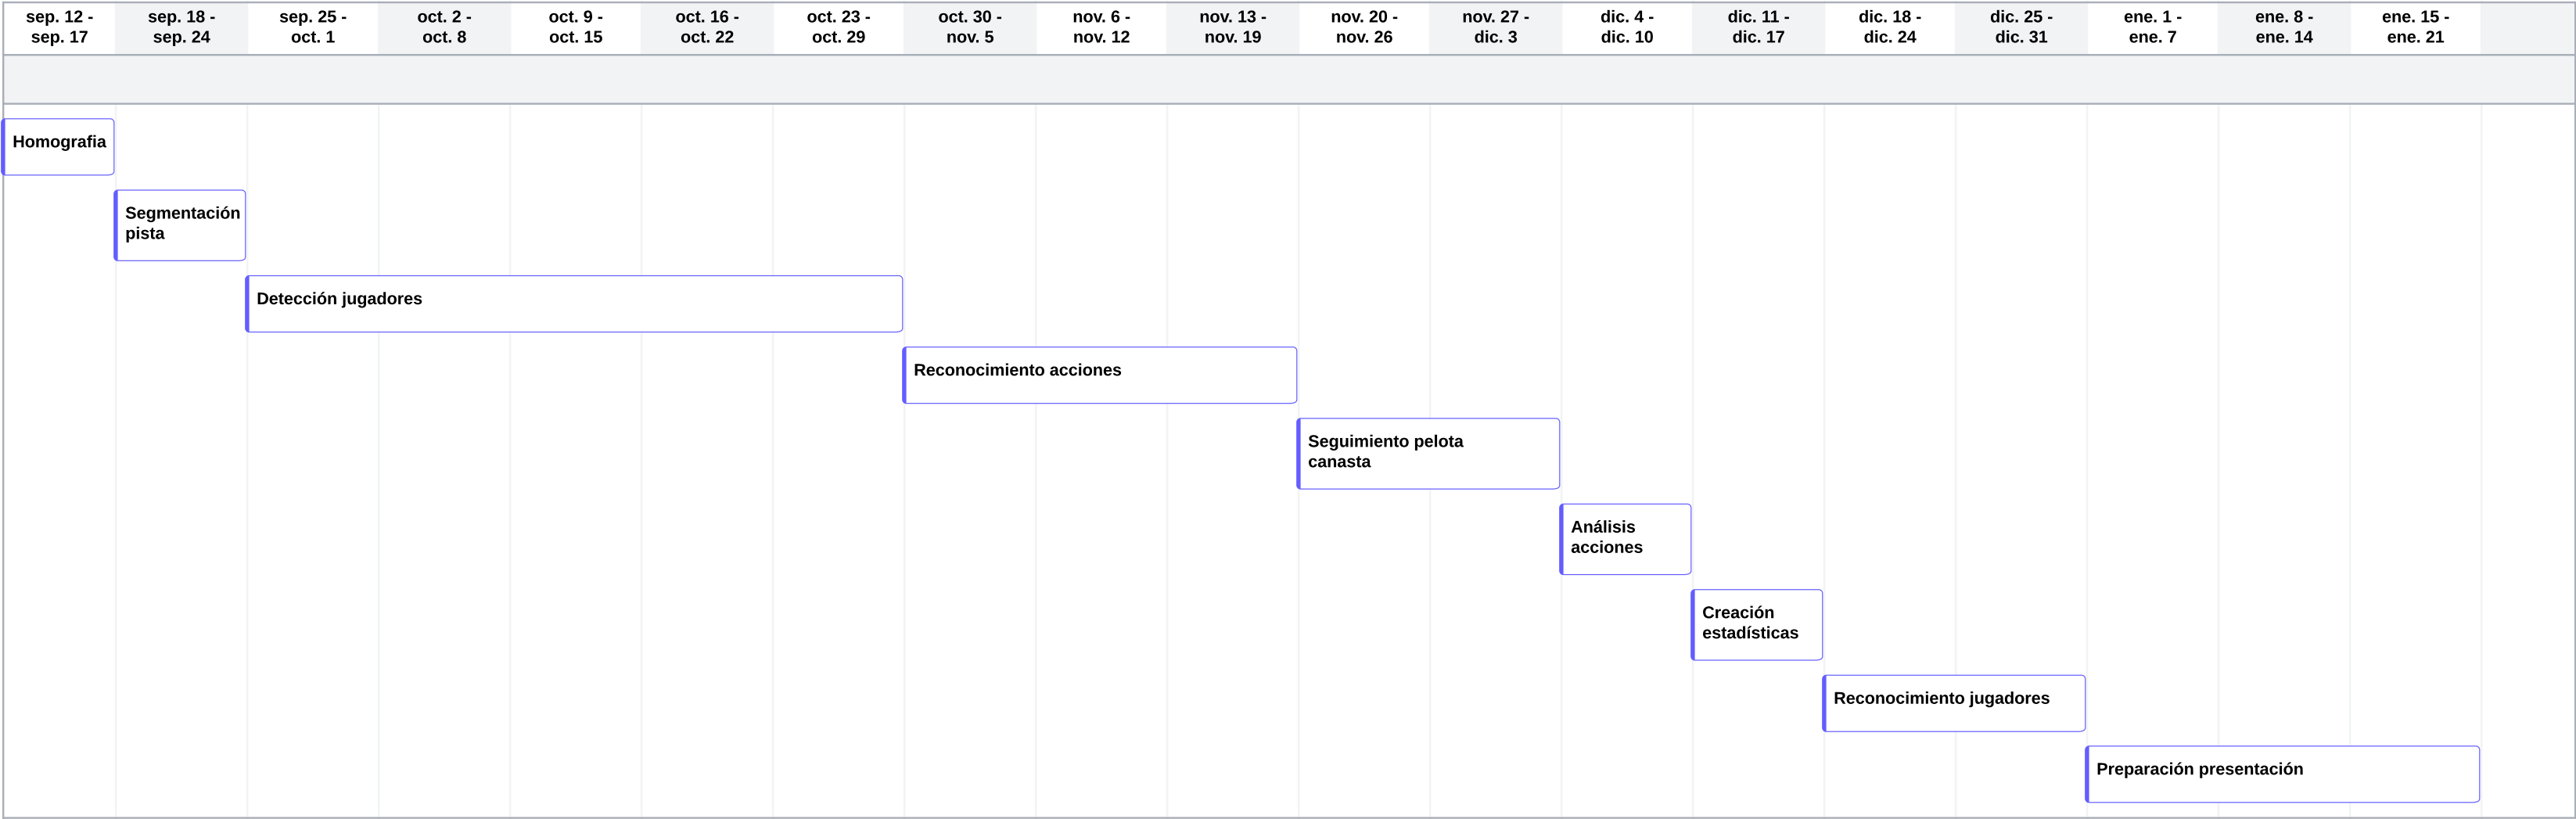 sep. 12 -
sep. 17
sep. 18 -
sep. 24
sep. 25 -
oct. 1
oct. 2 -
oct. 8
oct. 9 -
oct. 15
oct. 16 -
oct. 22
oct. 23 -
oct. 29
oct. 30 -
nov. 5
nov. 6 -
nov. 12
nov. 13 -
nov. 19
nov. 20 -
nov. 26
nov. 27 -
dic. 3
dic. 4 -
dic. 10
dic. 11 -
dic. 17
dic. 18 -
dic. 24
dic. 25 -
dic. 31
ene. 1 -
ene. 7
ene. 8 -
ene. 14
ene. 15 -
ene. 21
Homografia
Segmentación
pista
Detección jugadores
Reconocimiento acciones
Seguimiento pelota
canasta
Análisis
acciones
Creación
estadísticas
Reconocimiento jugadores
Preparación presentación